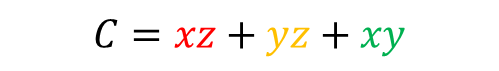 C = xz + yz + xy